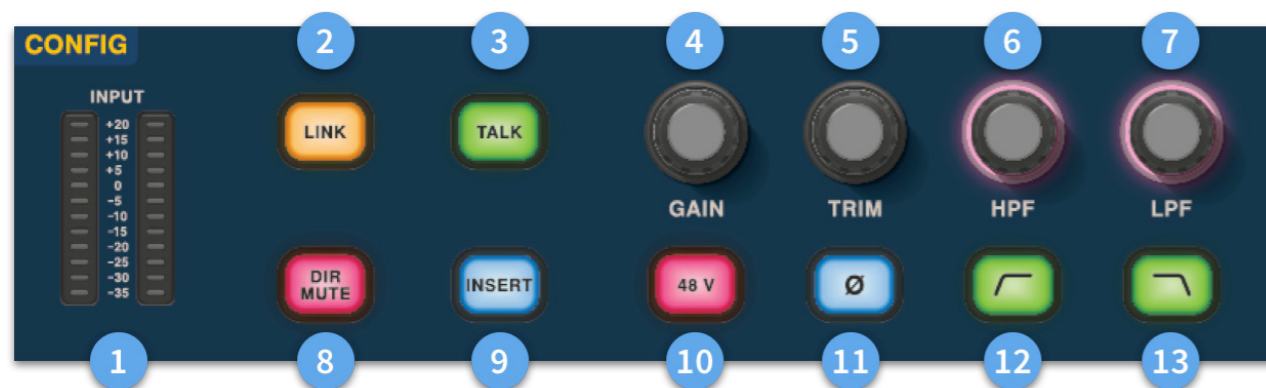 CONFIG
2 3 4 5 6 7
INPUT
+20
+15
+10
+5
0
−5
−10
−15
−20
−25
−30
−35
LINK
TALK
GAIN
TRIM
HPF
LPF
DIR
MUTE
INSERT
48 V
Ø
1 8 9 10 11 12 13